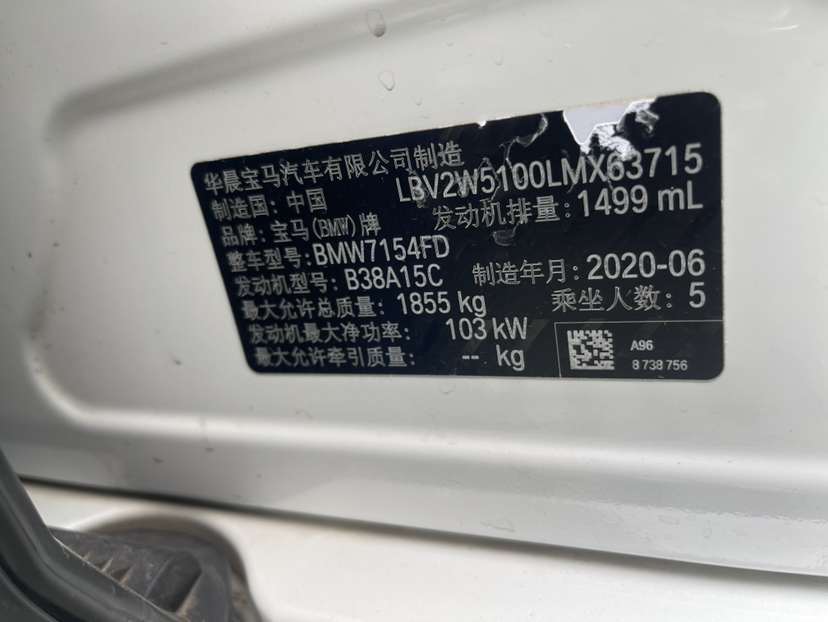 华晨宝马汽车有限公司制造
制造国: 中国 LBV2W5100LMX63715
品牌: 宝马(BMW)牌 发动机排量: 1499 mL
整车型号: BMW7154FD
发动机型号: B38A15C 制造年月: 2020-06
最大允许总质量: 1855 kg 乘坐人数: 5
发动机最大净功率: 103 kW
最大允许牵引质量: -- kg
A96
8 738 756